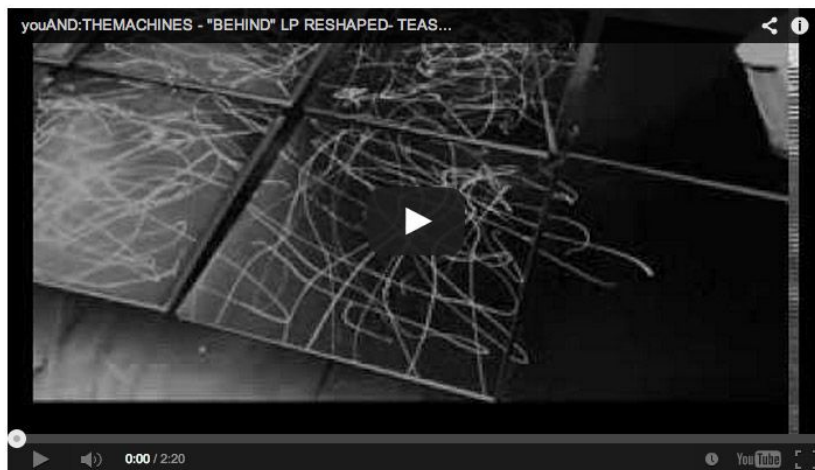 youAND:THEMACHINES - "BEHIND" LP RESHAPED- TEAS...
0:00 / 2:20
YouTube